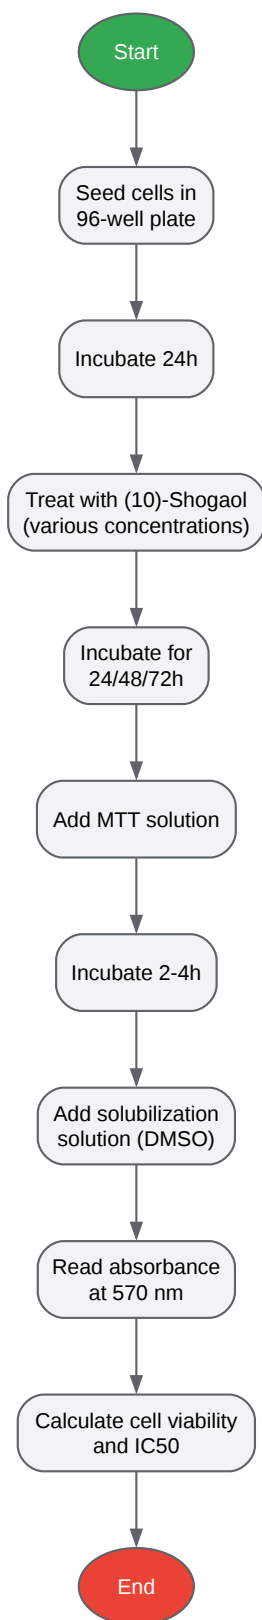 Start
Seed cells in
96-well plate
Incubate 24h
Treat with (10)-Shogaol
(various concentrations)
Incubate for
24/48/72h
Add MTT solution
Incubate 2-4h
Add solubilization
solution (DMSO)
Read absorbance
at 570 nm
Calculate cell viability
and IC50
End